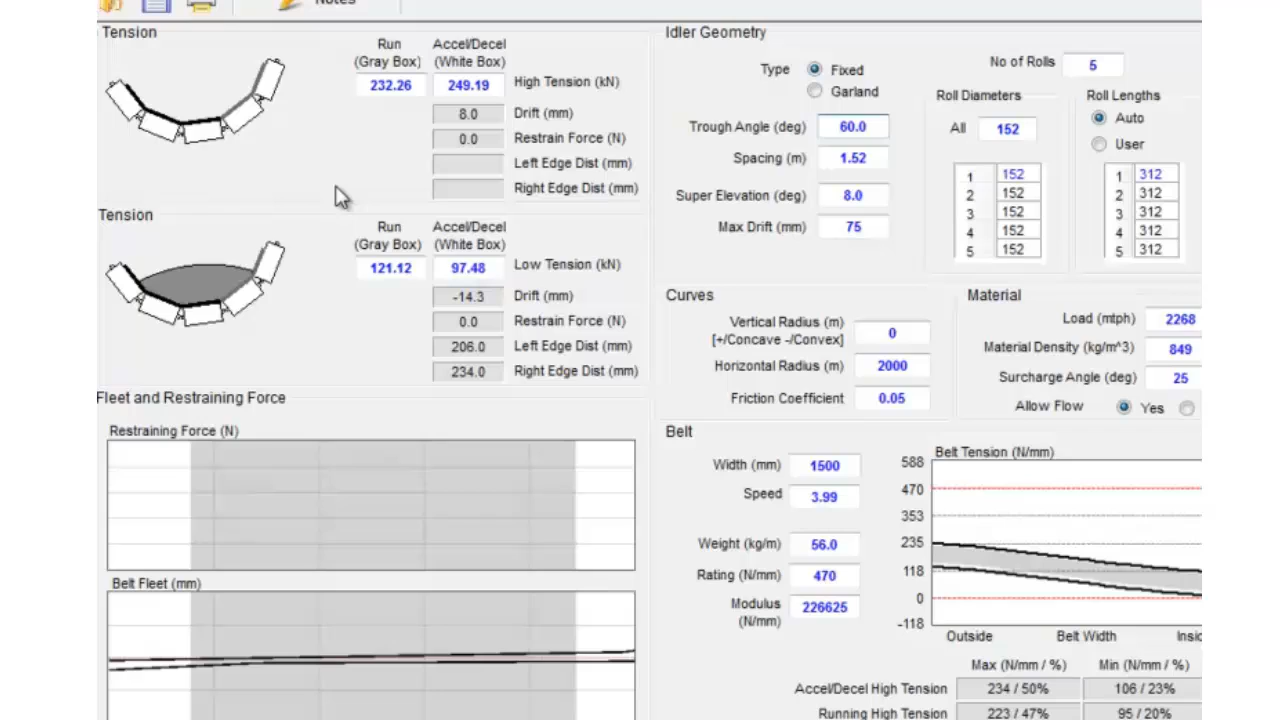 Notes
Tension
Run Accel/Decel
(Gray Box) (White Box)
232.26 249.19 High Tension (kN)
8.0 Drift (mm)
0.0 Restrain Force (N)
Left Edge Dist (mm)
Right Edge Dist (mm)
Tension
Run Accel/Decel
(Gray Box) (White Box)
121.12 97.48 Low Tension (kN)
-14.3 Drift (mm)
0.0 Restrain Force (N)
206.0 Left Edge Dist (mm)
234.0 Right Edge Dist (mm)
Fleet and Restraining Force
Restraining Force (N)
Belt Fleet (mm)
Idler Geometry
Type Fixed
Garland
No of Rolls 5
Trough Angle (deg) 60.0
Spacing (m) 1.52
Super Elevation (deg) 8.0
Max Drift (mm) 75
Roll Diameters
All 152
1 152
2 152
3 152
4 152
5 152
Roll Lengths
Auto
User
1 312
2 312
3 312
4 312
5 312
Curves
Vertical Radius (m)
[+/Concave -/Convex] 0
Horizontal Radius (m) 2000
Friction Coefficient 0.05
Material
Load (mtph) 2268
Material Density (kg/m^3) 849
Surcharge Angle (deg) 25
Allow Flow Yes
Belt
Width (mm) 1500
Speed 3.99
Weight (kg/m) 56.0
Rating (N/mm) 470
Modulus
(N/mm) 226625
Belt Tension (N/mm)
588
470
353
235
118
0
-118
Outside Belt Width Insic
Max (N/mm / %) Min (N/mm / %)
Accel/Decel High Tension 234 / 50% 106 / 23%
Running High Tension 223 / 47% 95 / 20%